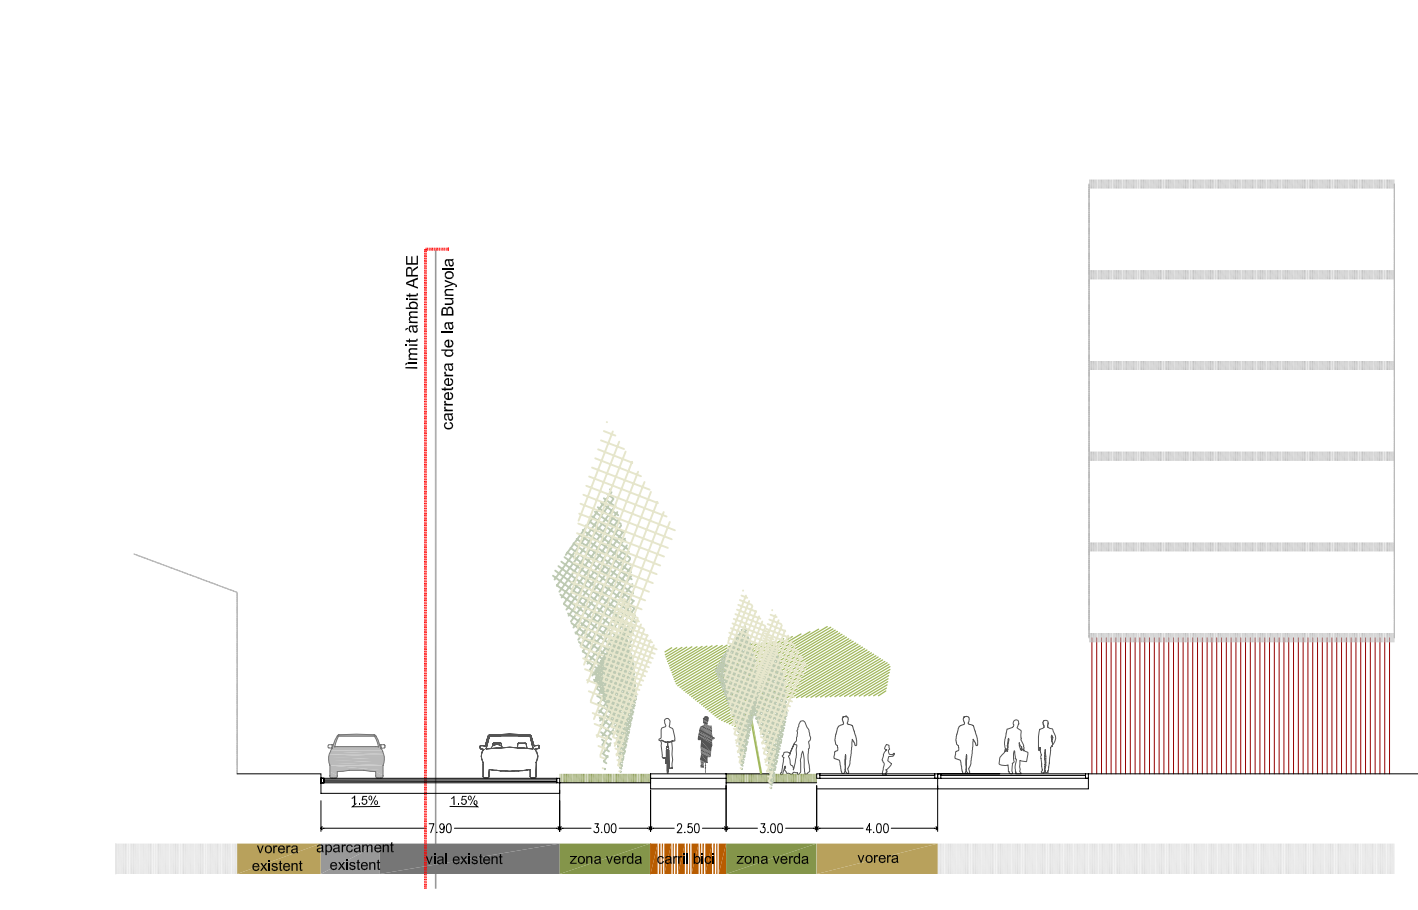 límit àmbit ARE
carretera de la Bunyola
1.5%
1.5%
7.90
3.00
2.50
3.00
4.00
vorera
existent
aparcament
existent
vial existent
zona verda
carril bici
zona verda
vorera